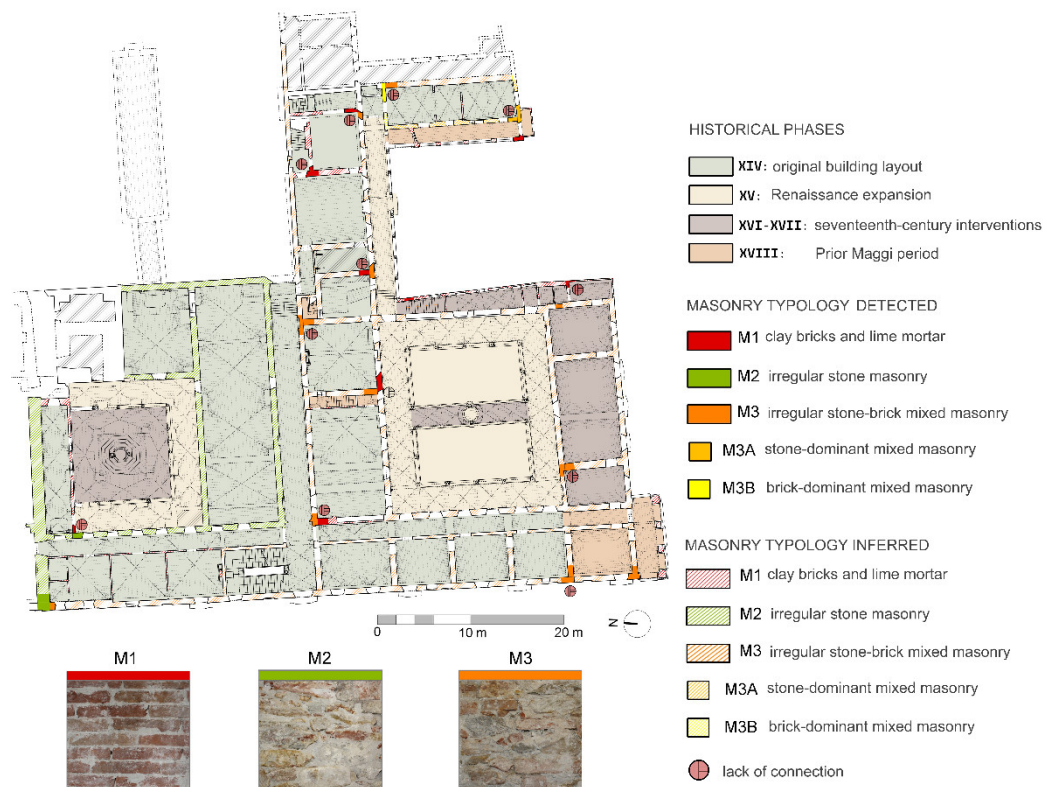 HISTORICAL PHASES
XIV: original building layout
XV: Renaissance expansion
XVI-XVII: seventeenth-century interventions
XVIII: Prior Maggi period
MASONRY TYPOLOGY DETECTED
M1 clay bricks and lime mortar
M2 irregular stone masonry
M3 irregular stone-brick mixed masonry
M3A stone-dominant mixed masonry
M3B brick-dominant mixed masonry
MASONRY TYPOLOGY INFERRED
M1 clay bricks and lime mortar
M2 irregular stone masonry
M3 irregular stone-brick mixed masonry
M3A stone-dominant mixed masonry
M3B brick-dominant mixed masonry
lack of connection
0 10 m 20 m
N
M1 M2 M3